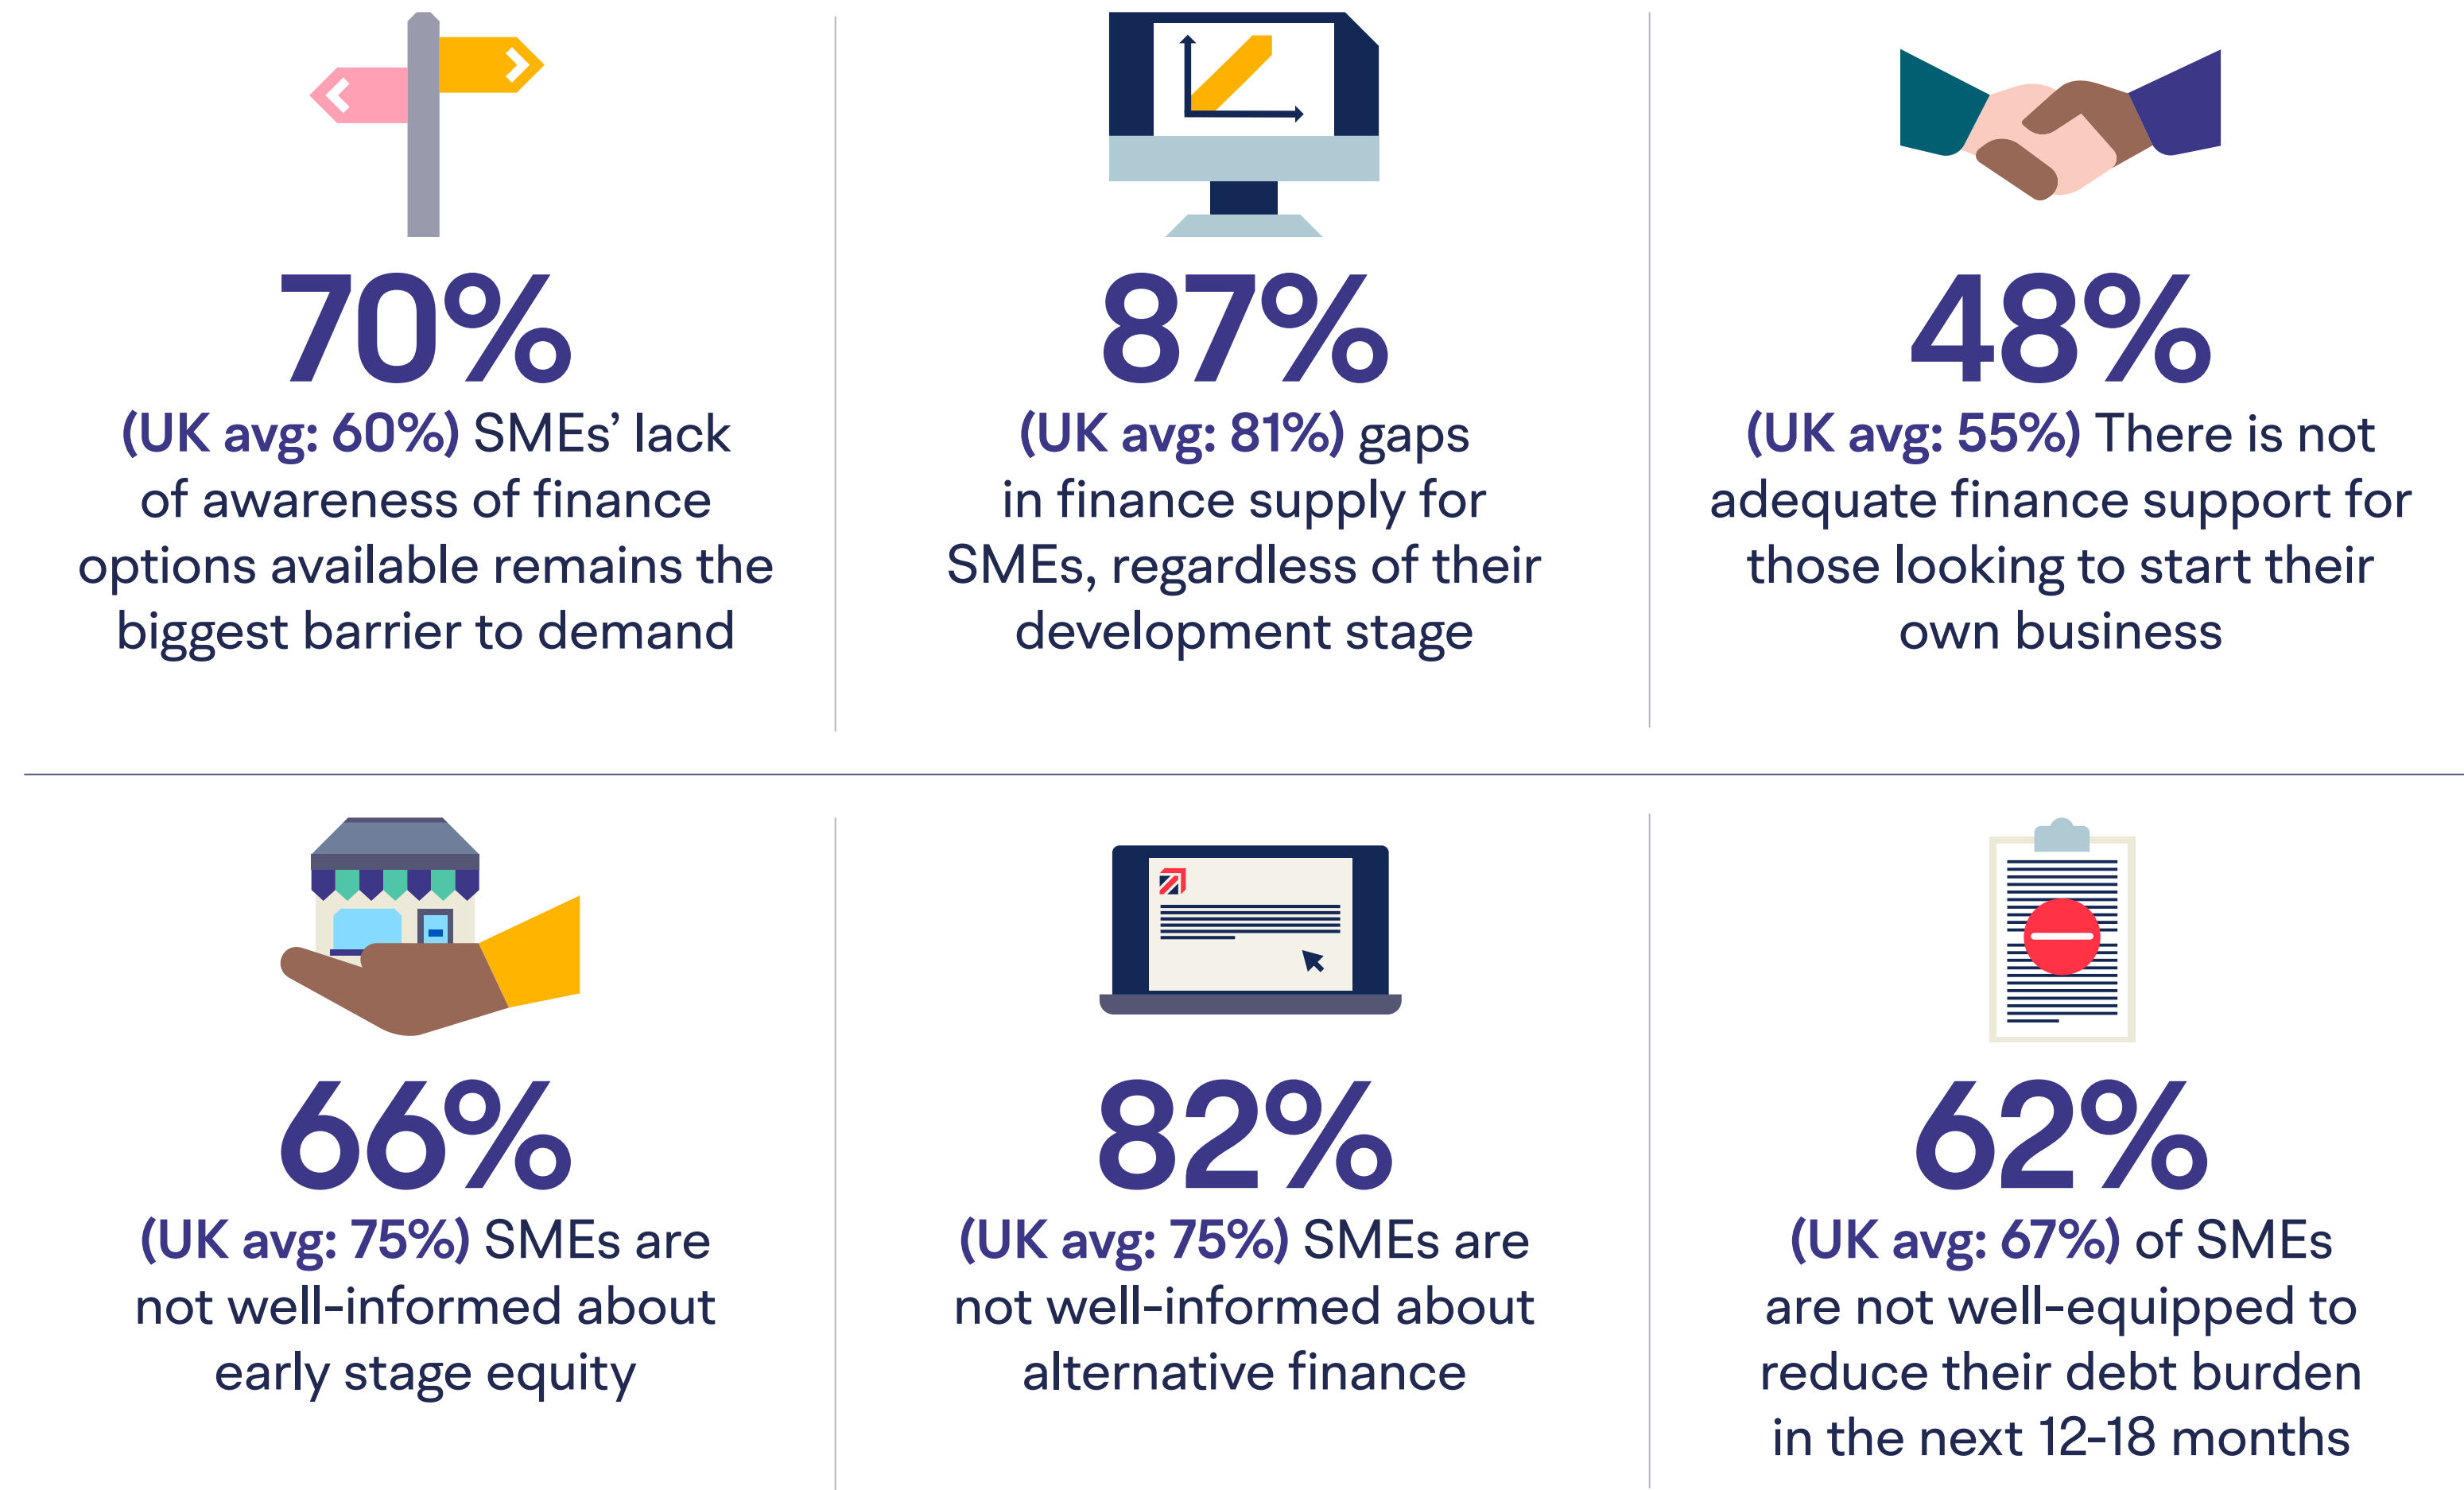 70%
(UK avg: 60%) SMEs’ lack
of awareness of finance
options available remains the
biggest barrier to demand
87%
(UK avg: 81%) gaps
in finance supply for
SMEs, regardless of their
development stage
48%
(UK avg: 55%) There is not
adequate finance support for
those looking to start their
own business
66%
(UK avg: 75%) SMEs are
not well-informed about
early stage equity
82%
(UK avg: 75%) SMEs are
not well-informed about
alternative finance
62%
(UK avg: 67%) of SMEs
are not well-equipped to
reduce their debt burden
in the next 12-18 months